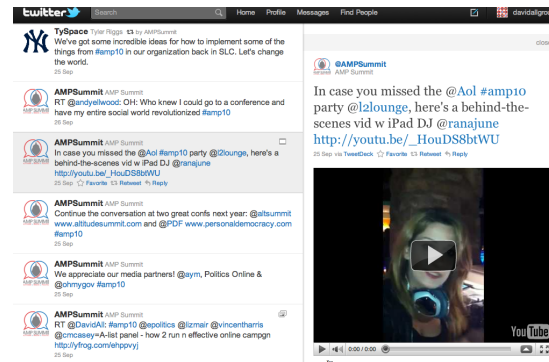 twitter
Search
Home Profile Messages Find People
davidallgro
TySpace Tyler Riggs by AMPSummit
We've got some incredible ideas for how to implement some of the
things from #amp10 in our organization back in SLC. Let's change
the world.
25 Sep
AMPSummit AMP Summit
RT @andyellwood: OH: Who knew I could go to a conference and
have my entire social world revolutionized #amp10
26 Sep
AMPSummit AMP Summit
In case you missed the @Aol #amp10 party @l2lounge, here's a
behind-the-scenes vid w iPad DJ @ranajune
http://youtu.be/_HouDS8btWU
25 Sep Favorite Retweet Reply
AMPSummit AMP Summit
Continue the conversation at two great confs next year: @altsummit
www.altitudesummit.com and @PDF www.personaldemocracy.com
#amp10
25 Sep
AMPSummit AMP Summit
We appreciate our media partners! @aym, Politics Online &
@ohmygov #amp10
25 Sep
AMPSummit AMP Summit
RT @DavidAll: #amp10 @epolitics @lizmair @vincentharris
@cmcasey=A-list panel - how 2 run n effective online campgn
http://yfrog.com/ehppvyj
25 Sep
close
@AMPSummit
AMP Summit
In case you missed the @Aol #amp10
party @l2lounge, here's a behind-the-
scenes vid w iPad DJ @ranajune
http://youtu.be/_HouDS8btWU
25 Sep via TweetDeck Favorite Retweet Reply
YouTube
0:00 / 0:00